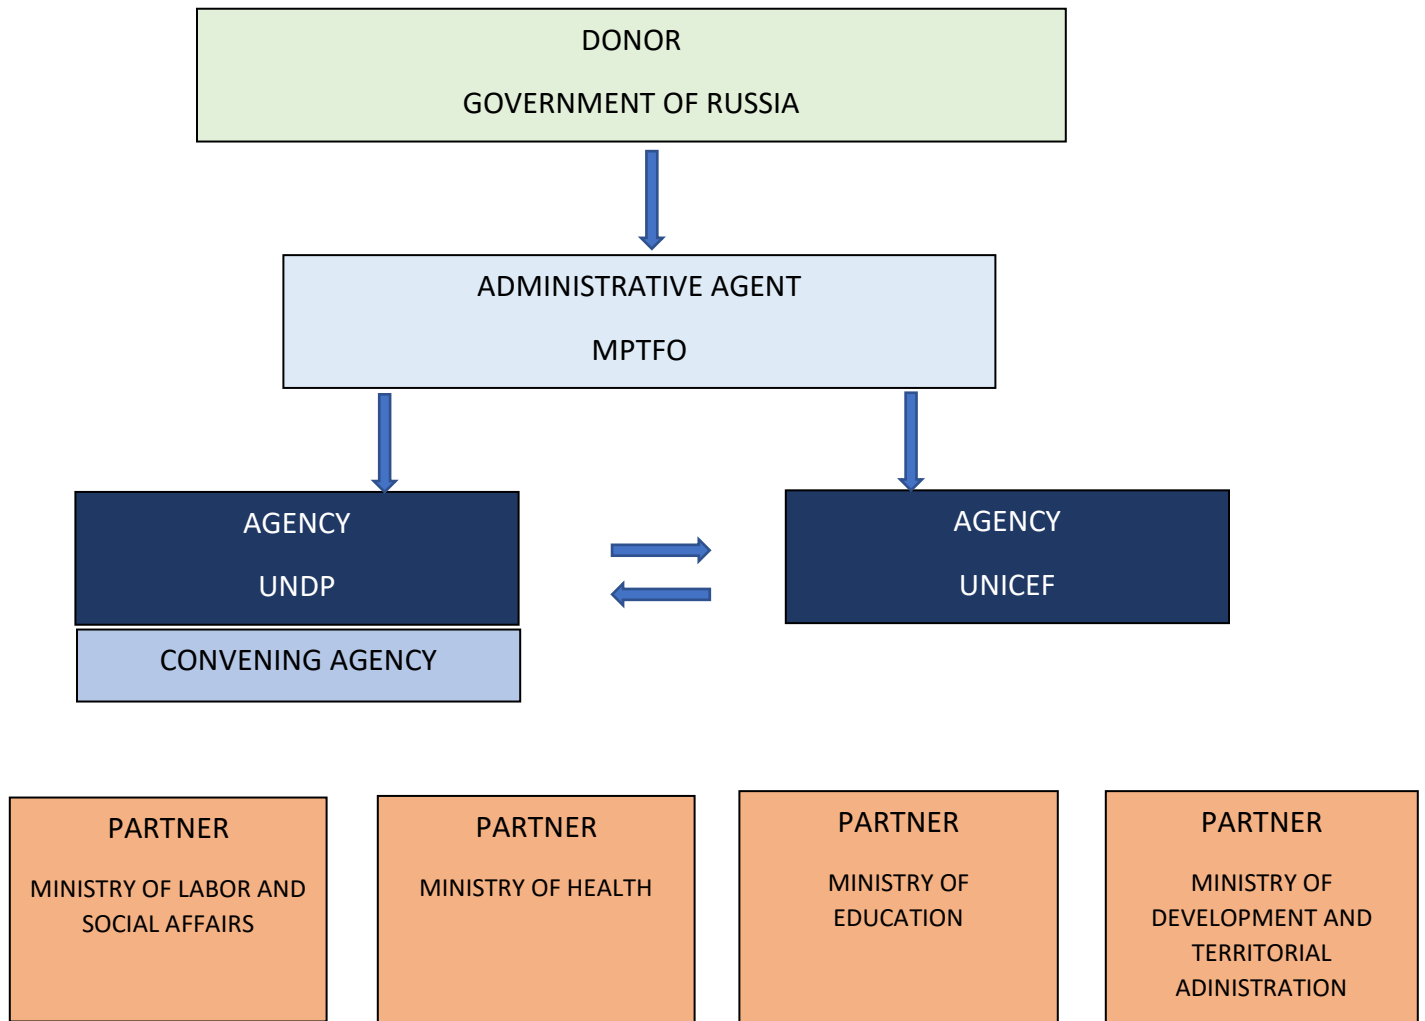 DONOR
GOVERNMENT OF RUSSIA
ADMINISTRATIVE AGENT
MPTFO
AGENCY
UNDP
CONVENING AGENCY
AGENCY
UNICEF
PARTNER
MINISTRY OF LABOR AND
SOCIAL AFFAIRS
PARTNER
MINISTRY OF HEALTH
PARTNER
MINISTRY OF
EDUCATION
PARTNER
MINISTRY OF
DEVELOPMENT AND
TERRITORIAL
ADINISTRATION